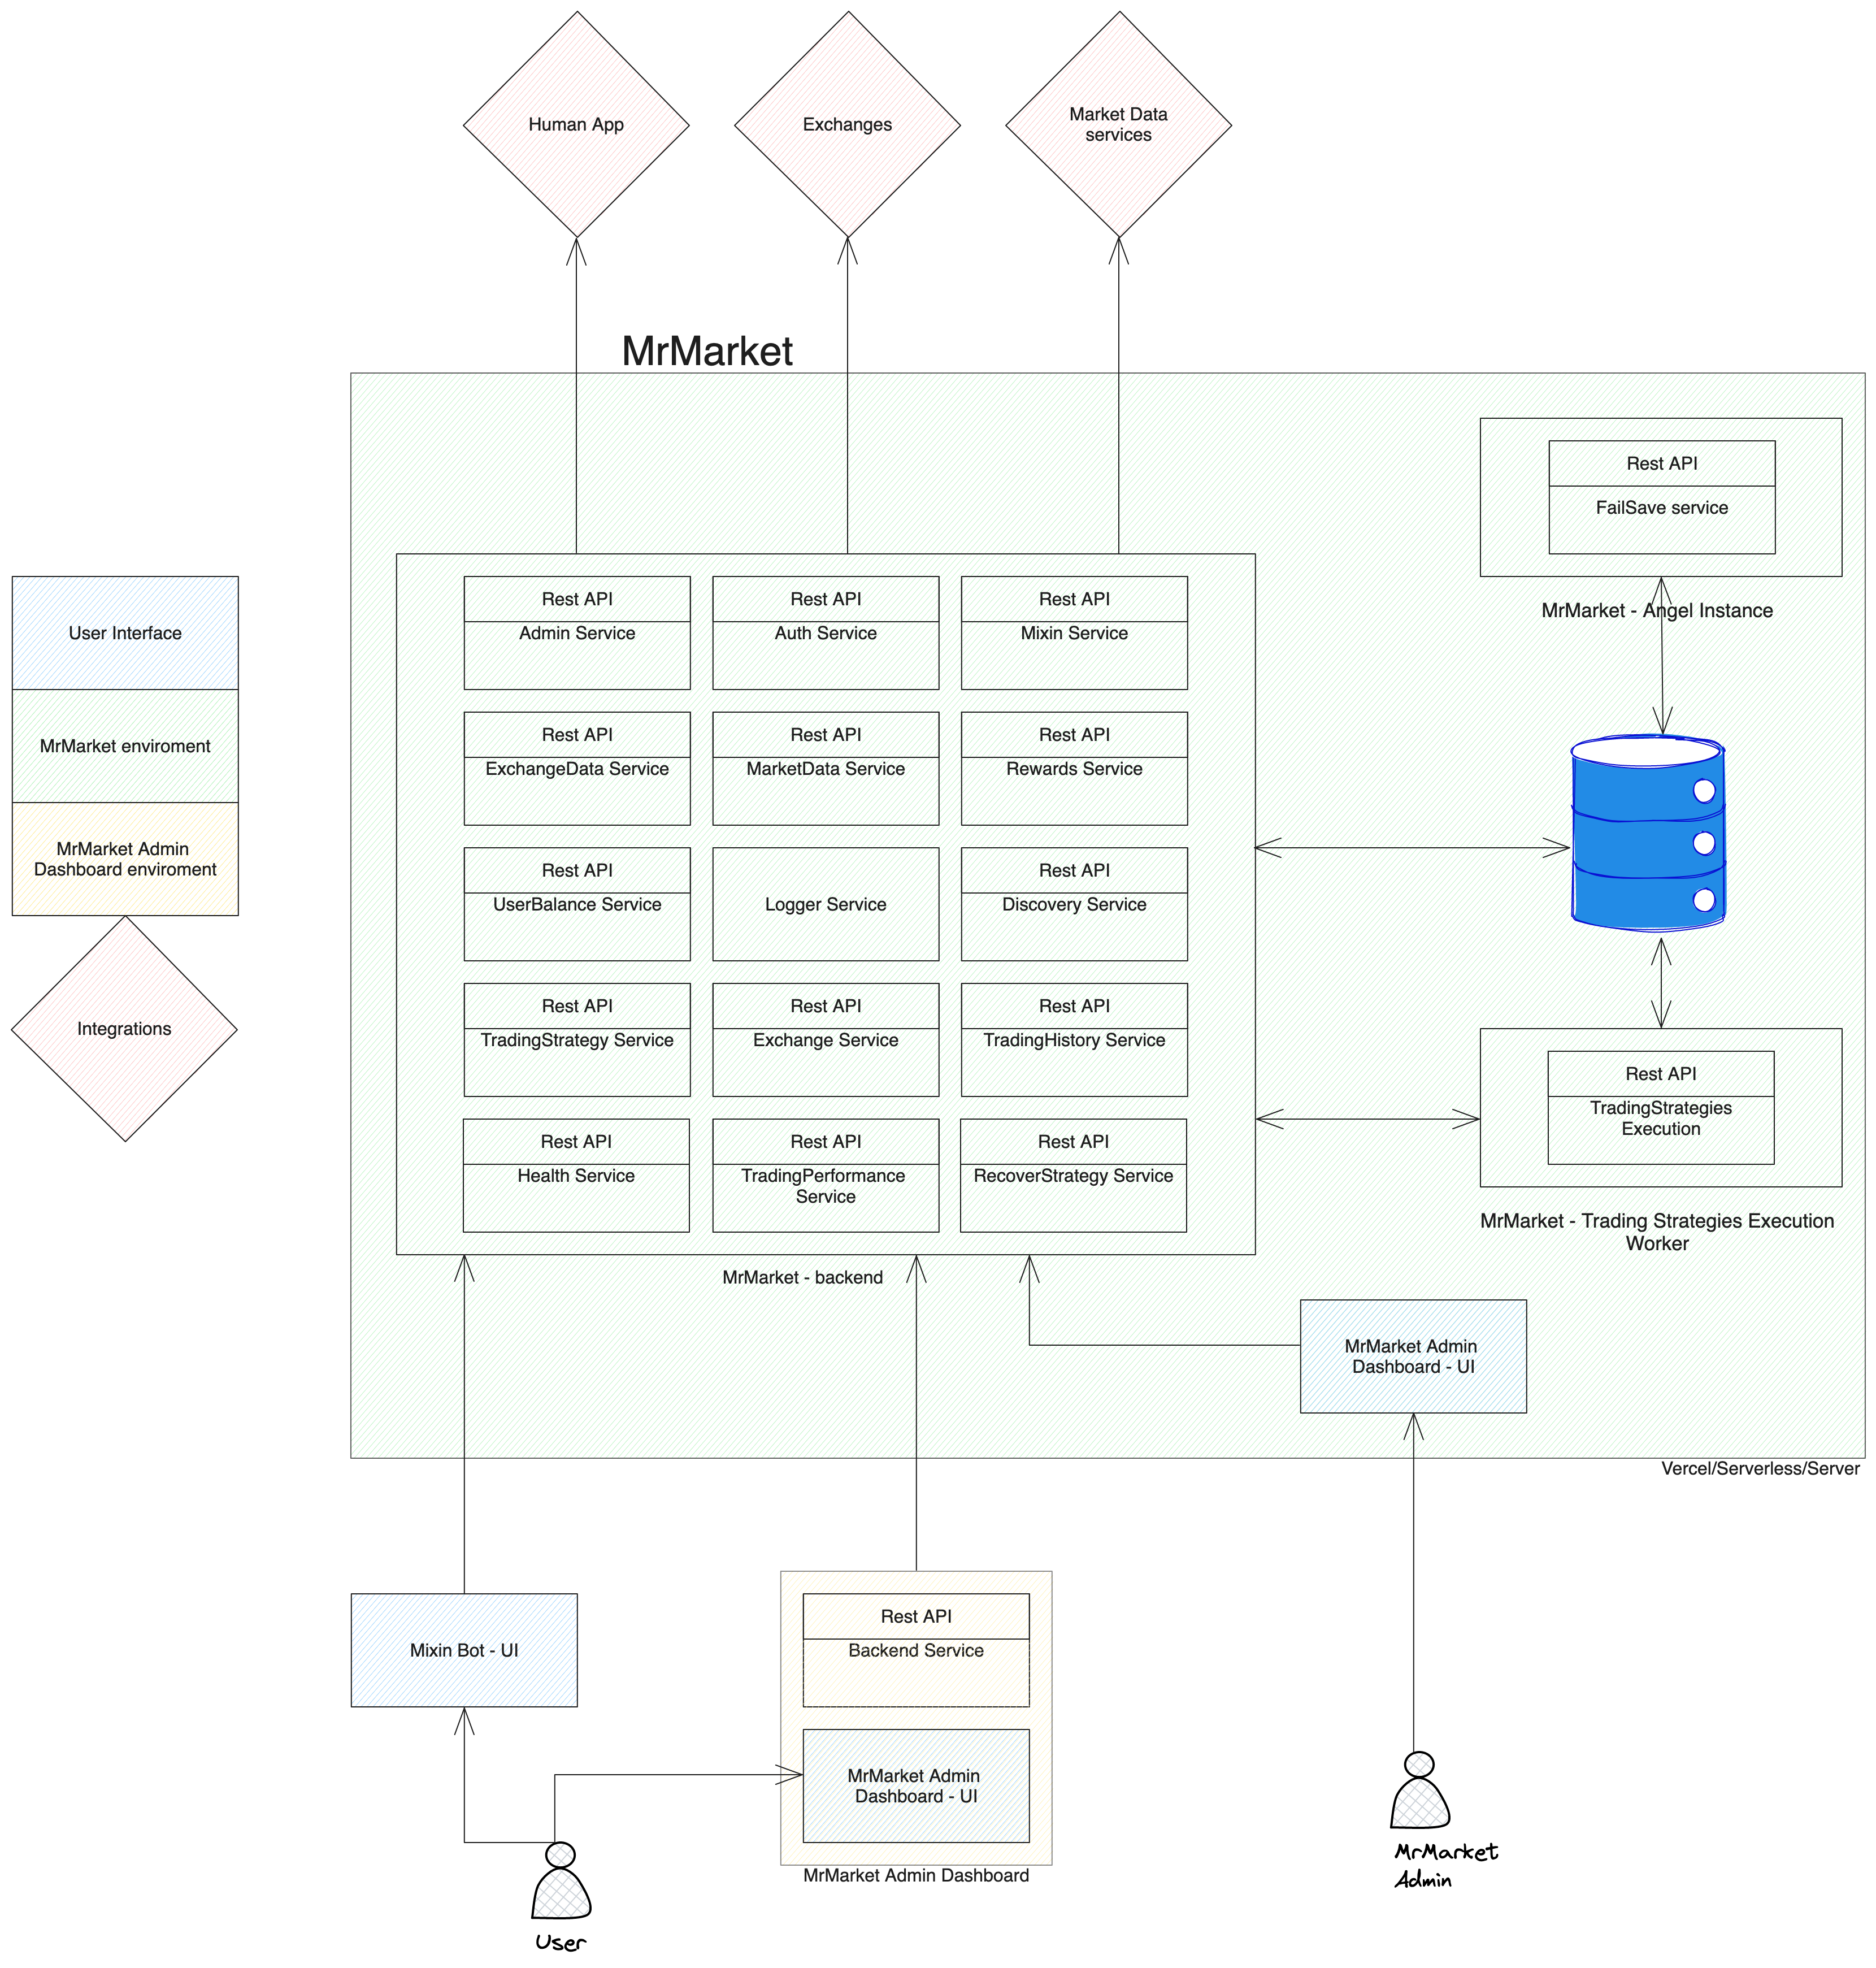 Human App
Exchanges
Market Data
services
MrMarket
Rest API
FailSave service
MrMarket - Angel Instance
User Interface
MrMarket enviroment
MrMarket Admin
Dashboard enviroment
Integrations
Rest API
Admin Service
Rest API
Auth Service
Rest API
Mixin Service
Rest API
ExchangeData Service
Rest API
MarketData Service
Rest API
Rewards Service
Rest API
UserBalance Service
Logger Service
Rest API
Discovery Service
Rest API
TradingStrategy Service
Rest API
Exchange Service
Rest API
TradingHistory Service
Rest API
Health Service
Rest API
TradingPerformance
Service
Rest API
RecoverStrategy Service
MrMarket - backend
Rest API
TradingStrategies
Execution
MrMarket - Trading Strategies Execution
Worker
MrMarket Admin
Dashboard - UI
Vercel/Serverless/Server
Mixin Bot - UI
Rest API
Backend Service
MrMarket Admin
Dashboard - UI
MrMarket Admin Dashboard
User
MrMarket
Admin